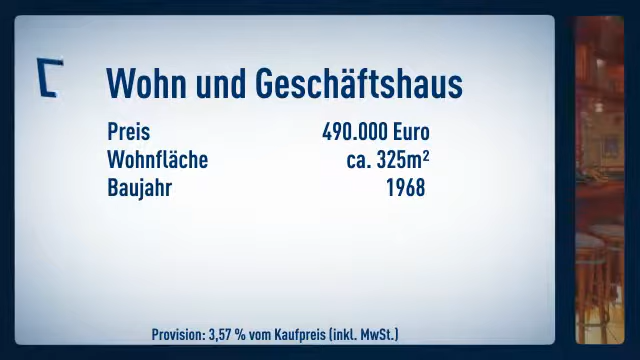 Wohn und Geschäftshaus
Preis 490.000 Euro
Wohnfläche ca. 325m²
Baujahr 1968
Provision: 3,57 % vom Kaufpreis (inkl. MwSt.)